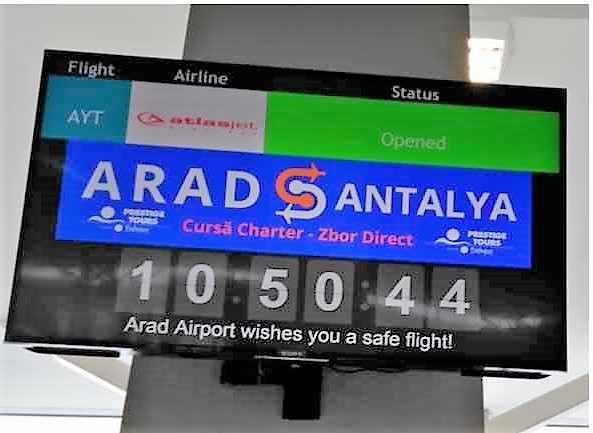 Flight Airline Status
AYT atlasjet Opened
ARAD ANTALYA
PRESTIGE TOURS
Cursă Charter - Zbor Direct
PRESTIGE TOURS
10:50:44
Arad Airport wishes you a safe flight!
SONY